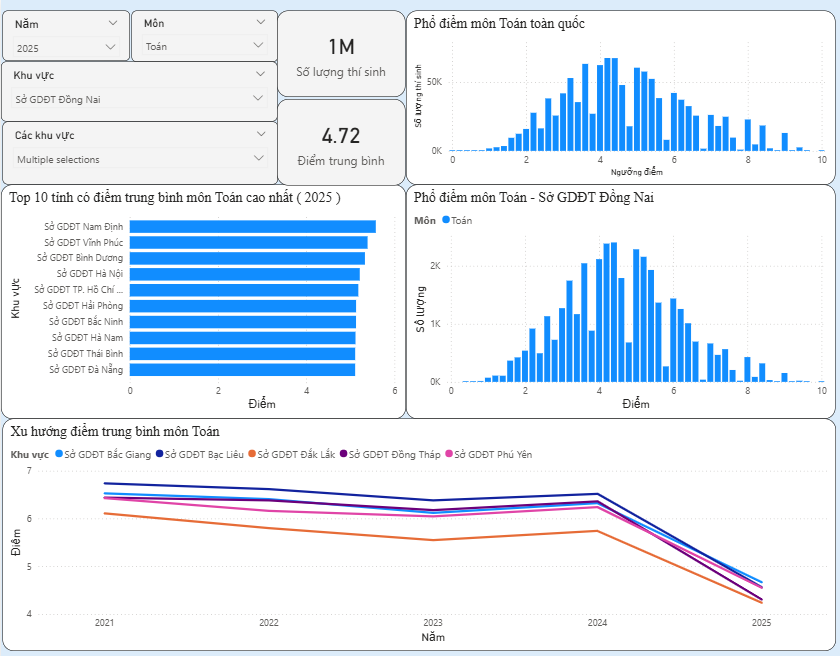 Năm
2025
Môn
Toán
Khu vực
Sở GDĐT Đồng Nai
Các khu vực
Multiple selections
1M
Số lượng thí sinh
4.72
Điểm trung bình
Phổ điểm môn Toán toàn quốc
Số lượng thí sinh
50K
0K
0 2 4 6 8 10
Ngưỡng điểm
Top 10 tỉnh có điểm trung bình môn Toán cao nhất ( 2025 )
Khu vực
Sở GDĐT Nam Định
Sở GDĐT Vĩnh Phúc
Sở GDĐT Bình Dương
Sở GDĐT Hà Nội
Sở GDĐT TP. Hồ Chí ...
Sở GDĐT Hải Phòng
Sở GDĐT Bắc Ninh
Sở GDĐT Hà Nam
Sở GDĐT Thái Bình
Sở GDĐT Đà Nẵng
0 2 4 6
Điểm
Phổ điểm môn Toán - Sở GDĐT Đồng Nai
Môn Toán
Số lượng
2K
1K
0K
0 2 4 6 8 10
Điểm
Xu hướng điểm trung bình môn Toán
Khu vực Sở GDĐT Bắc Giang Sở GDĐT Bạc Liêu Sở GDĐT Đắk Lắk Sở GDĐT Đồng Tháp Sở GDĐT Phú Yên
Điểm
7
6
5
4
2021 2022 2023 2024 2025
Năm